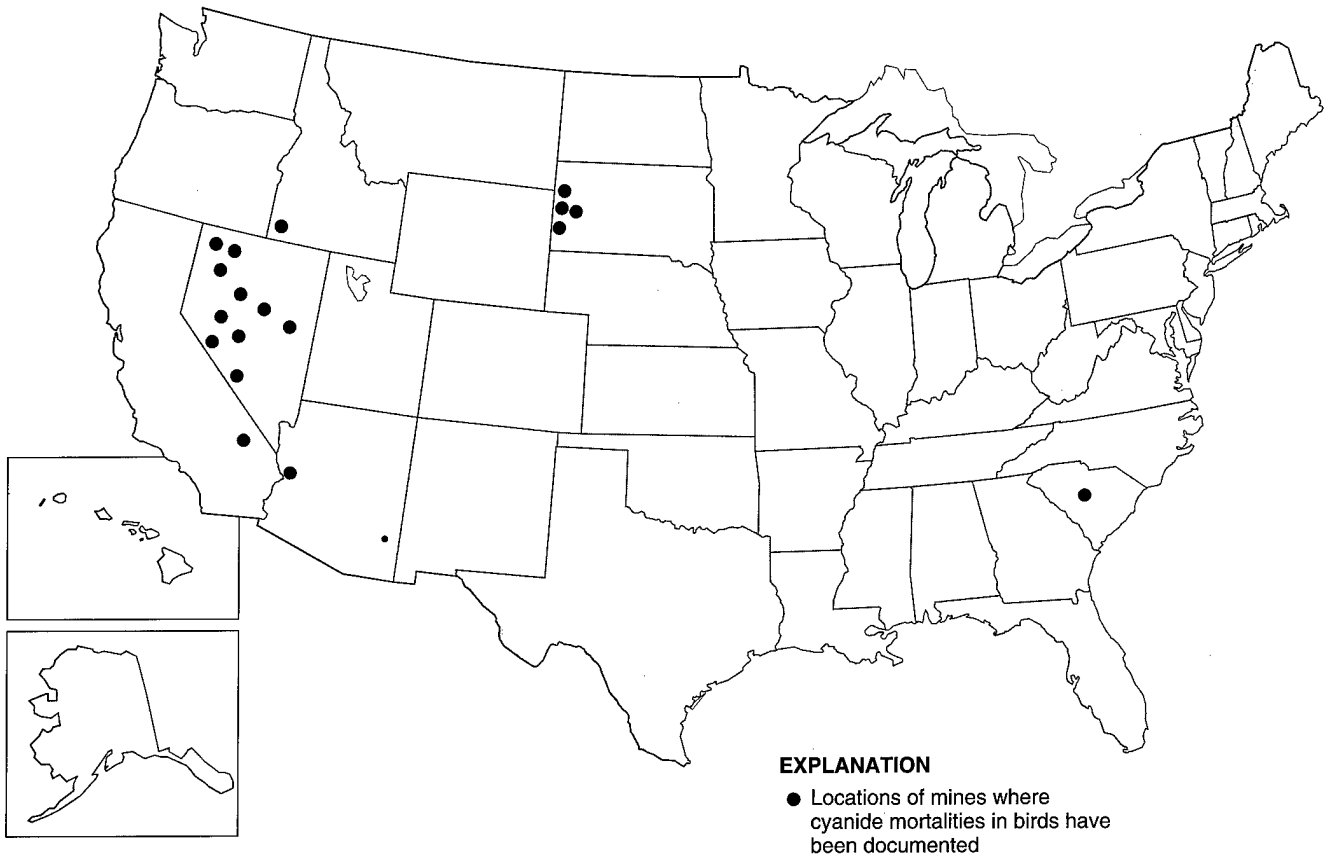 EXPLANATION
Locations of mines where
cyanide mortalities in birds have
been documented